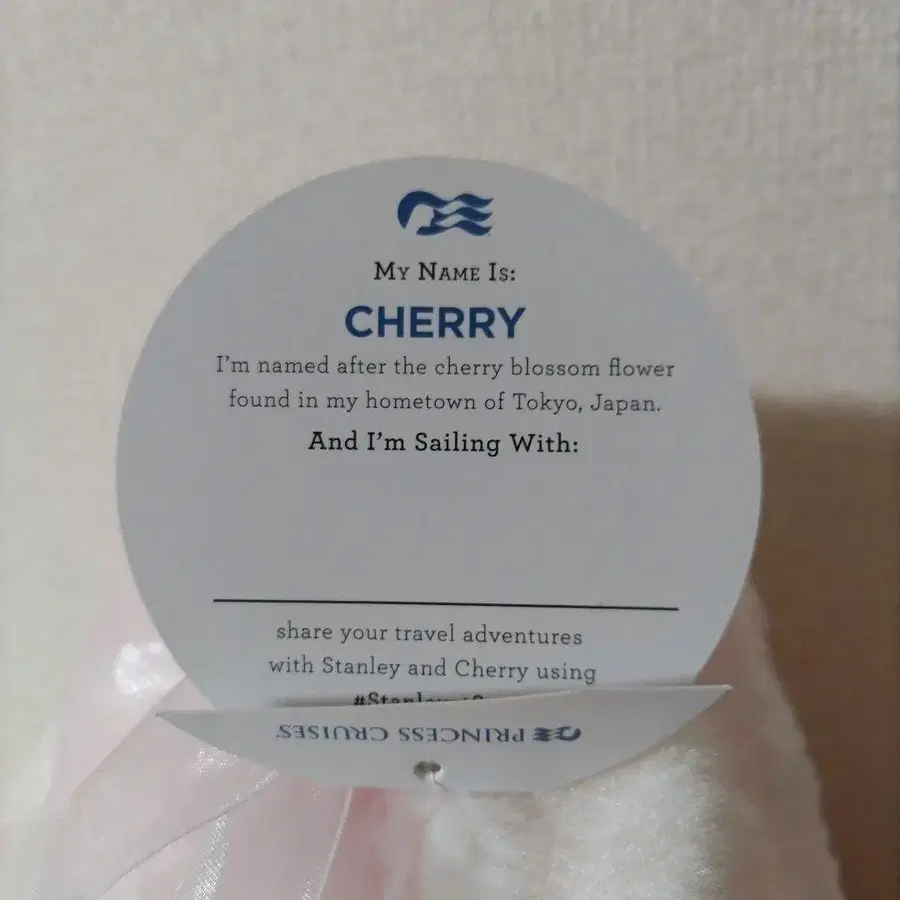 My Name Is:
CHERRY
I'm named after the cherry blossom flower
found in my hometown of Tokyo, Japan.
And I'm Sailing With:
share your travel adventures
with Stanley and Cherry using
PRINCESS CRUISES